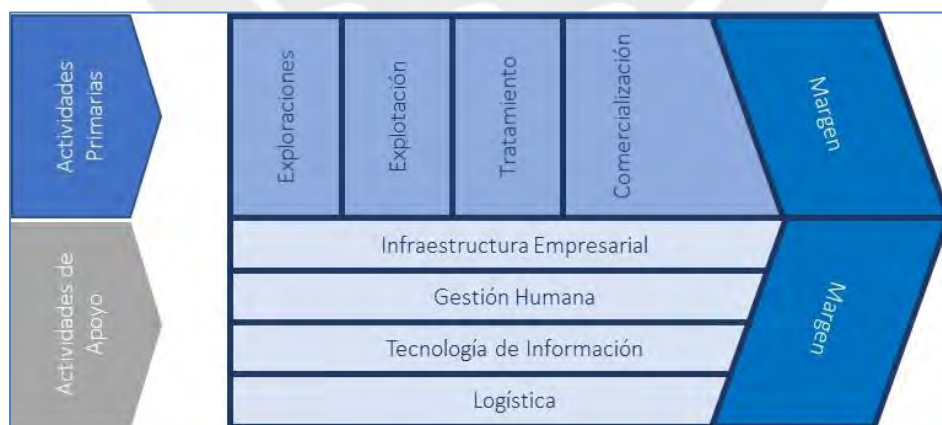 Actividades
Primarias
Exploraciones
Explotación
Tratamiento
Comercialización
Margen
Actividades de
Apoyo
Infraestructura Empresarial
Gestión Humana
Tecnología de Información
Logística
Margen